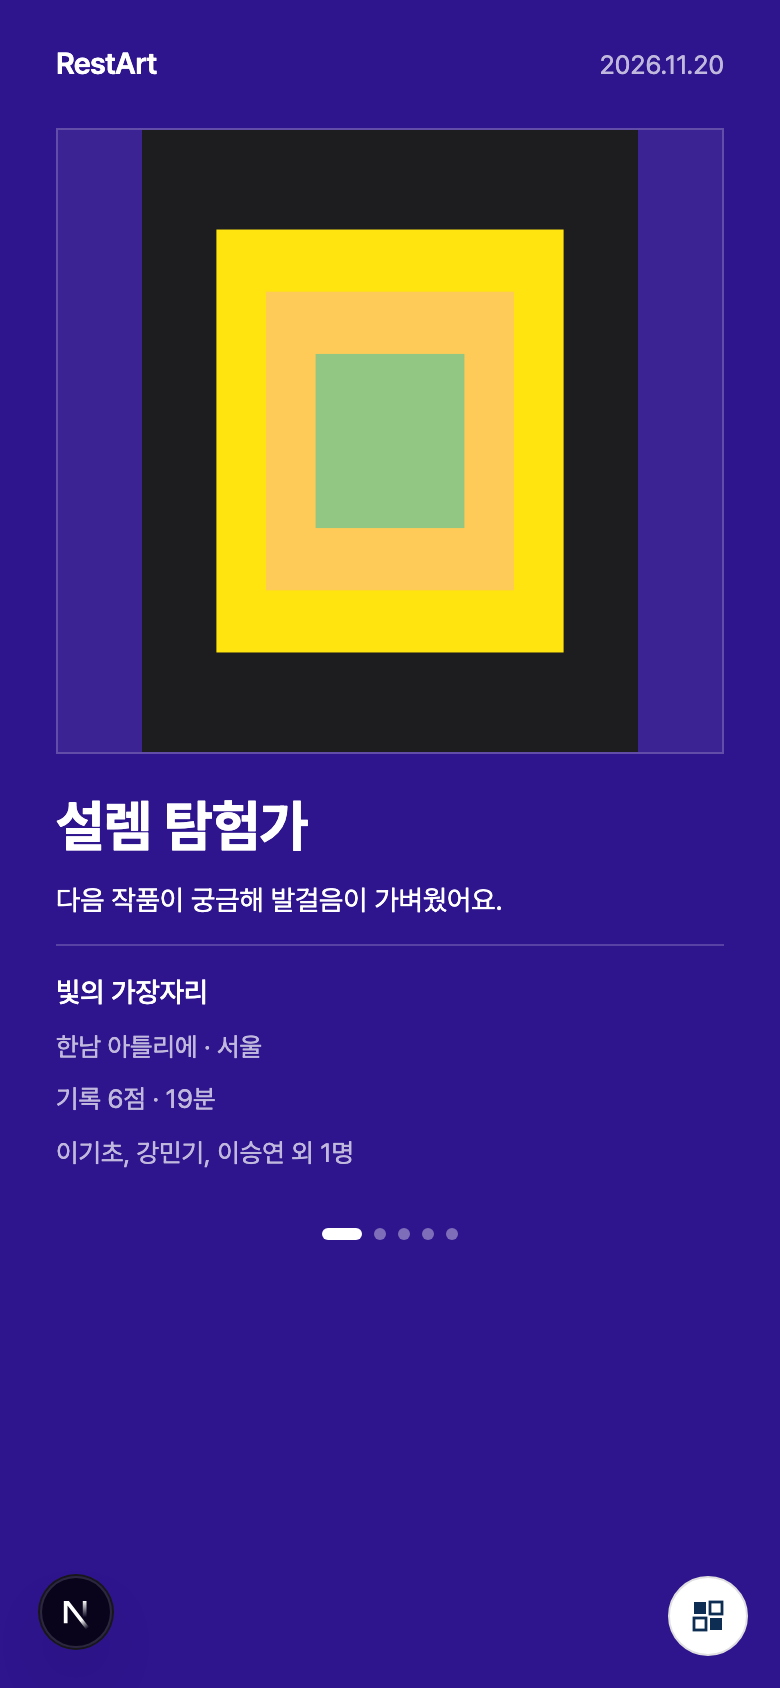 RestArt
2026.11.20
설렘 탐험가
다음 작품이 궁금해 발걸음이 가벼웠어요.
빛의 가장자리
한남 아틀리에 · 서울
기록 6점 · 19분
이기초, 강민기, 이승연 외 1명
N